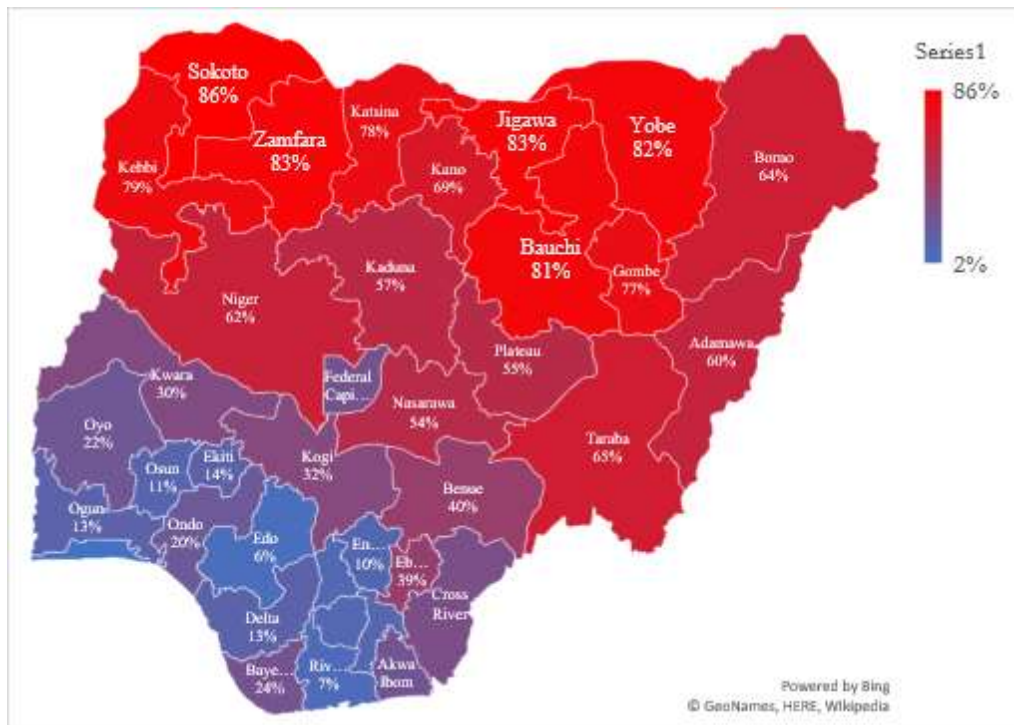 Series1
86%
2%
Sokoto
86%
Zamfara
83%
Katsina
78%
Jigawa
83%
Yobe
82%
Borno
64%
Kebbi
79%
Kano
69%
Bauchi
81%
Gombe
77%
Kaduna
57%
Niger
62%
Adamawa
60%
Plateau
55%
Federal
Capi...
Nasarawa
54%
Taraba
65%
Kwara
30%
Oyo
22%
Kogi
32%
Benue
40%
Osun
11%
Ekiti
14%
Ogun
13%
Ondo
20%
Edo
6%
En...
10%
Eb...
39%
Cross
River
Delta
13%
Baye...
24%
Riv...
7%
Akwa
Ibom
Powered by Bing
© GeoNames, HERE, Wikipedia